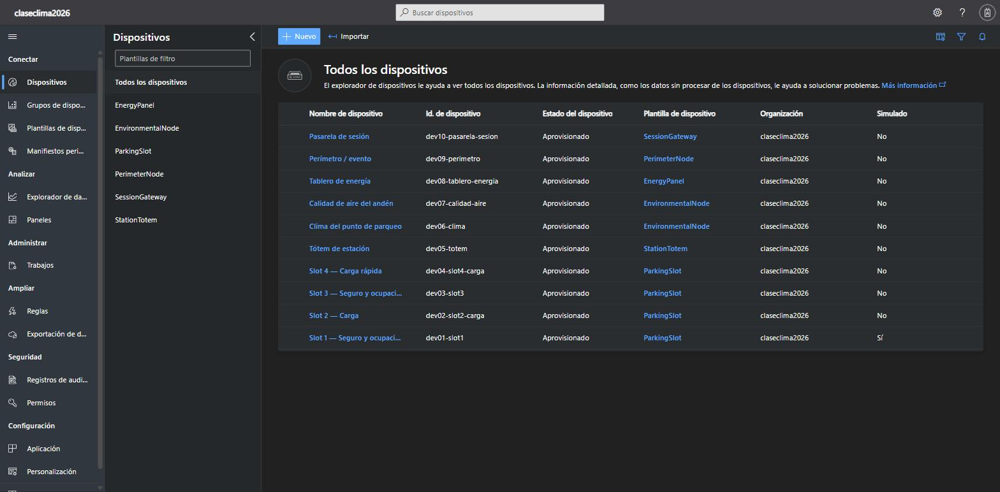 claseclima2026
Buscar dispositivos
Conectar
Dispositivos
Grupos de dispo...
Plantillas de disp...
Manifiestos peri...
Analizar
Explorador de da...
Paneles
Administrar
Trabajos
Ampliar
Reglas
Exportación de d...
Seguridad
Registros de audi...
Permisos
Configuración
Aplicación
Personalización
Dispositivos
Plantillas de filtro
Todos los dispositivos
EnergyPanel
EnvironmentalNode
ParkingSlot
PerimeterNode
SessionGateway
StationTotem
Nuevo Importar
Todos los dispositivos
El explorador de dispositivos le ayuda a ver todos los dispositivos. La información detallada, como los datos sin procesar de los dispositivos, le ayuda a solucionar problemas. Más información
Nombre de dispositivo Id. de dispositivo Estado del dispositivo Plantilla de dispositivo Organización Simulado
Pasarela de sesión dev10-pasarela-sesion Aprovisionado SessionGateway claseclima2026 No
Perímetro / evento dev09-perimetro Aprovisionado PerimeterNode claseclima2026 No
Tablero de energía dev08-tablero-energia Aprovisionado EnergyPanel claseclima2026 No
Calidad de aire del andén dev07-calidad-aire Aprovisionado EnvironmentalNode claseclima2026 No
Clima del punto de parqueo dev06-clima Aprovisionado EnvironmentalNode claseclima2026 No
Tótem de estación dev05-totem Aprovisionado StationTotem claseclima2026 No
Slot 4 — Carga rápida dev04-slot4-carga Aprovisionado ParkingSlot claseclima2026 No
Slot 3 — Seguro y ocupaci... dev03-slot3 Aprovisionado ParkingSlot claseclima2026 No
Slot 2 — Carga dev02-slot2-carga Aprovisionado ParkingSlot claseclima2026 No
Slot 1 — Seguro y ocupaci... dev01-slot1 Aprovisionado ParkingSlot claseclima2026 Sí